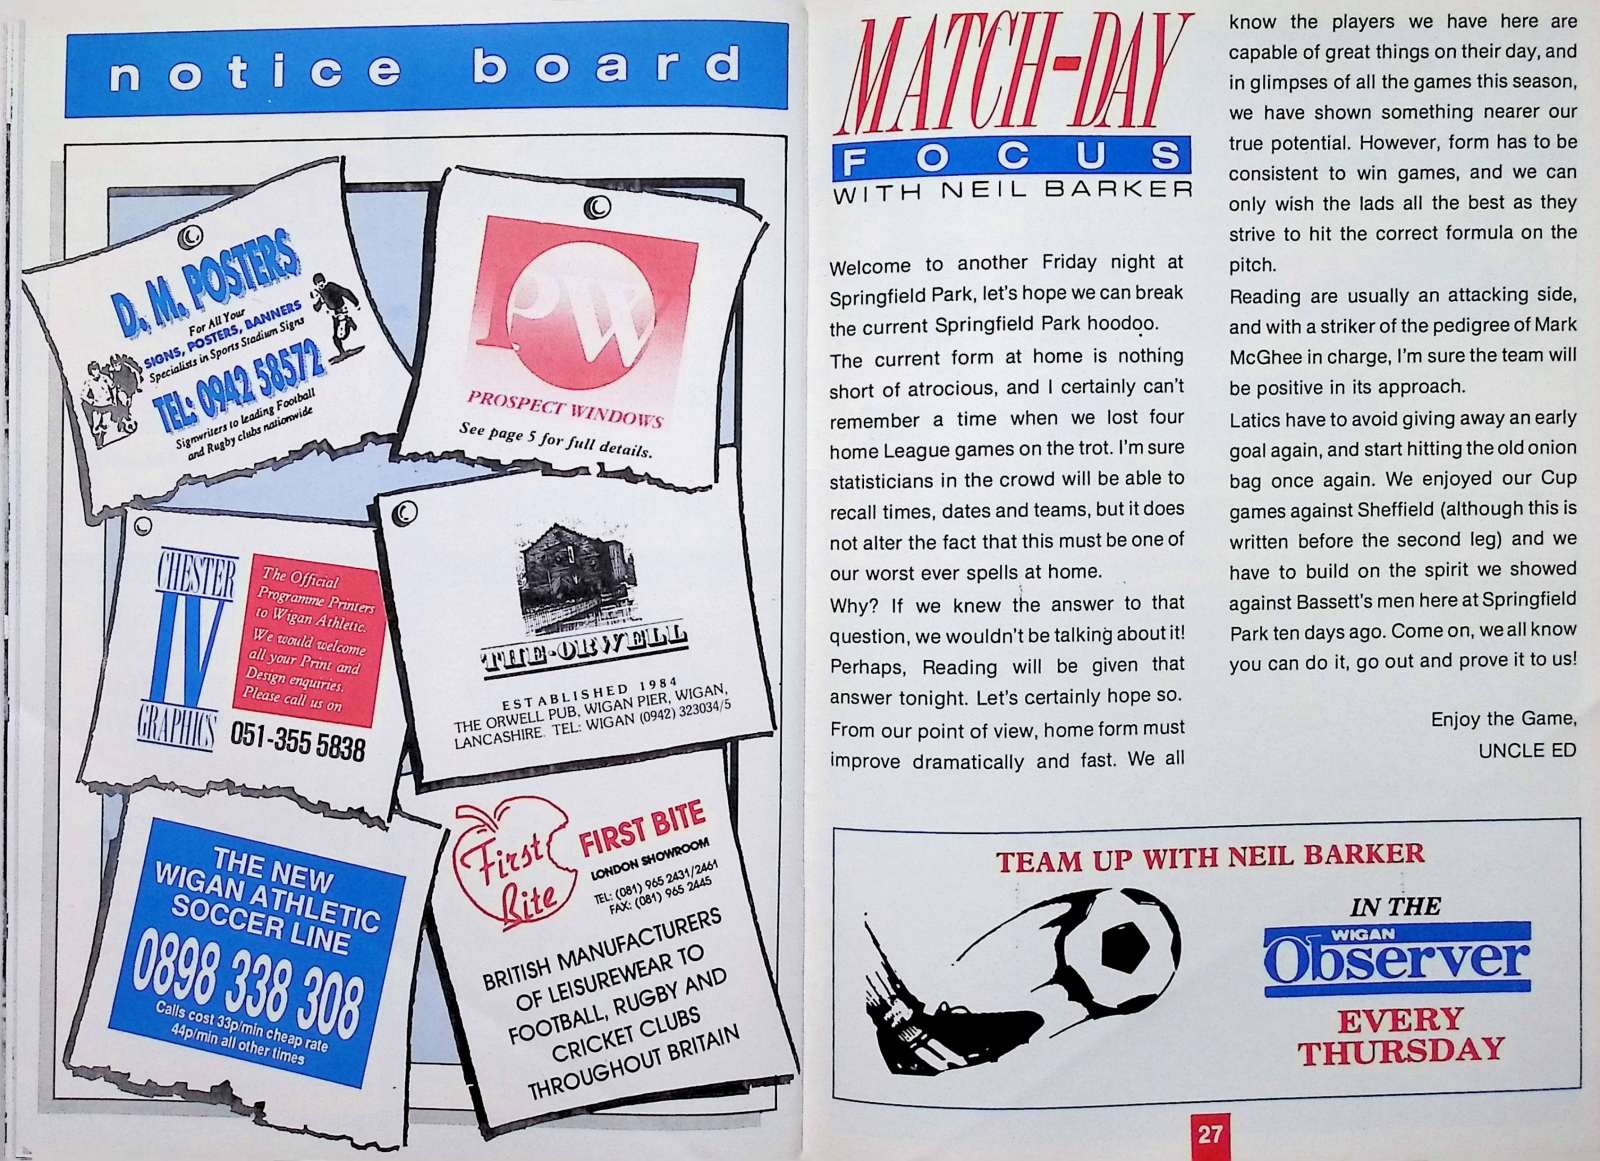 notice board
D. M. POSTERS
For All Your
SIGNS, POSTERS, BANNERS
Specialists in Sports Stadium Signs
TEL: 0942 58572
Signwriters to leading Football
and Rugby clubs nationwide
PW
PROSPECT WINDOWS
See page 5 for full details.
CHESTER
IV
GRAPHICS
The Official
Programme Printers
to Wigan Athletic.
We would welcome
all your Print and
Design enquiries.
Please call us on
051-355 5838
THE·ORWELL
ESTABLISHED 1984
THE ORWELL PUB, WIGAN PIER, WIGAN,
LANCASHIRE. TEL: WIGAN (0942) 323034/5
THE NEW
WIGAN ATHLETIC
SOCCER LINE
0898 338 308
Calls cost 33p/min cheap rate
44p/min all other times
First
Bite
FIRST BITE
LONDON SHOWROOM
TEL: (081) 965 2431/2461
FAX: (081) 965 2445
BRITISH MANUFACTURERS
OF LEISUREWEAR TO
FOOTBALL, RUGBY AND
CRICKET CLUBS
THROUGHOUT BRITAIN
MATCH-DAY
FOCUS
WITH NEIL BARKER
Welcome to another Friday night at
Springfield Park, let's hope we can break
the current Springfield Park hoodoo.
The current form at home is nothing
short of atrocious, and I certainly can't
remember a time when we lost four
home League games on the trot. I'm sure
statisticians in the crowd will be able to
recall times, dates and teams, but it does
not alter the fact that this must be one of
our worst ever spells at home.
Why? If we knew the answer to that
question, we wouldn't be talking about it!
Perhaps, Reading will be given that
answer tonight. Let's certainly hope so.
From our point of view, home form must
improve dramatically and fast. We all
know the players we have here are
capable of great things on their day, and
in glimpses of all the games this season,
we have shown something nearer our
true potential. However, form has to be
consistent to win games, and we can
only wish the lads all the best as they
strive to hit the correct formula on the
pitch.
Reading are usually an attacking side,
and with a striker of the pedigree of Mark
McGhee in charge, I'm sure the team will
be positive in its approach.
Latics have to avoid giving away an early
goal again, and start hitting the old onion
bag once again. We enjoyed our Cup
games against Sheffield (although this is
written before the second leg) and we
have to build on the spirit we showed
against Bassett's men here at Springfield
Park ten days ago. Come on, we all know
you can do it, go out and prove it to us!
Enjoy the Game,
UNCLE ED
TEAM UP WITH NEIL BARKER
IN THE
WIGAN
Observer
EVERY
THURSDAY
27